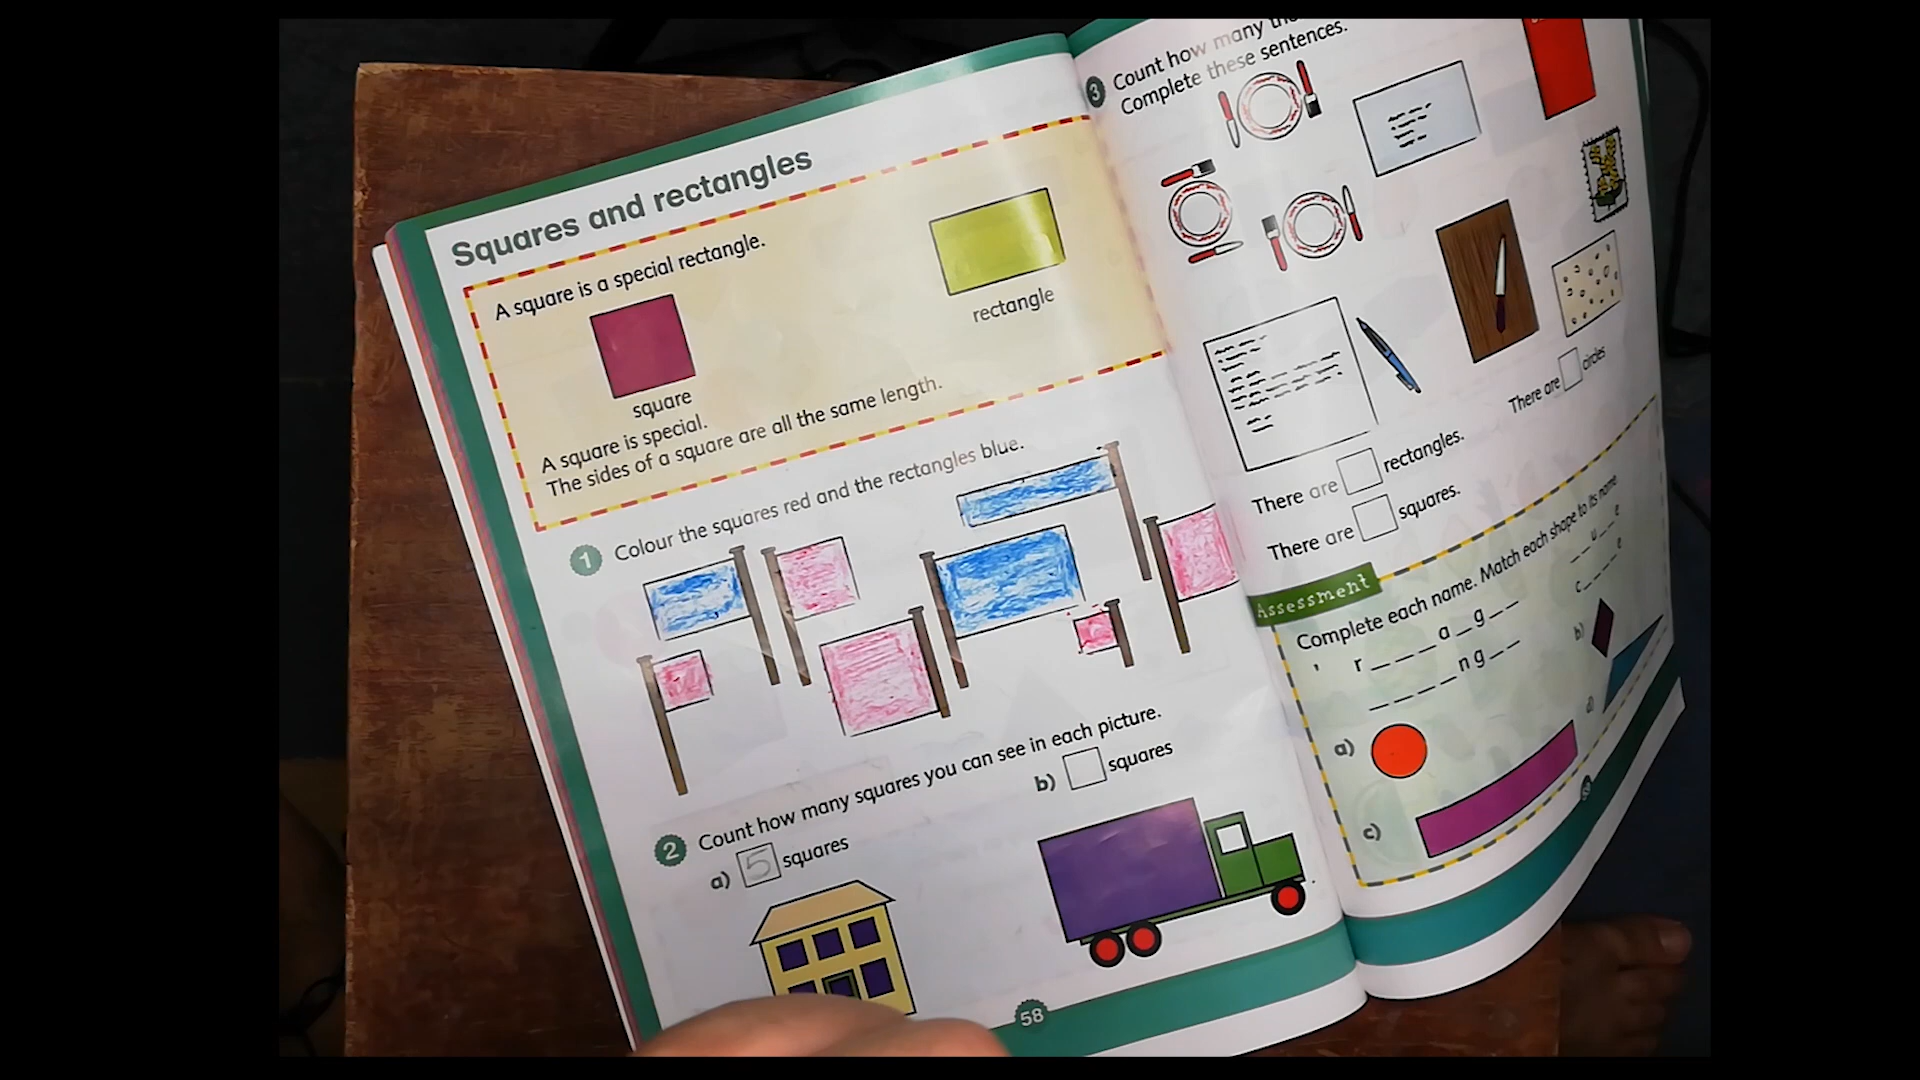 Squares and rectangles
A square is a special rectangle.
square
rectangle
A square is special.
The sides of a square are all the same length.
1 Colour the squares red and the rectangles blue.
2 Count how many squares you can see in each picture.
a) 5 squares
b) squares
58
3 Count how many
Complete these sentences.
There are circles
There are rectangles.
There are squares.
Assessment
Complete each name. Match each shape to its name
r _ _ _ a _ g _ _
_ _ u _ _ e
_ _ _ _ n g _ _
c _ _ _ _ e
a)
b)
c)
d)